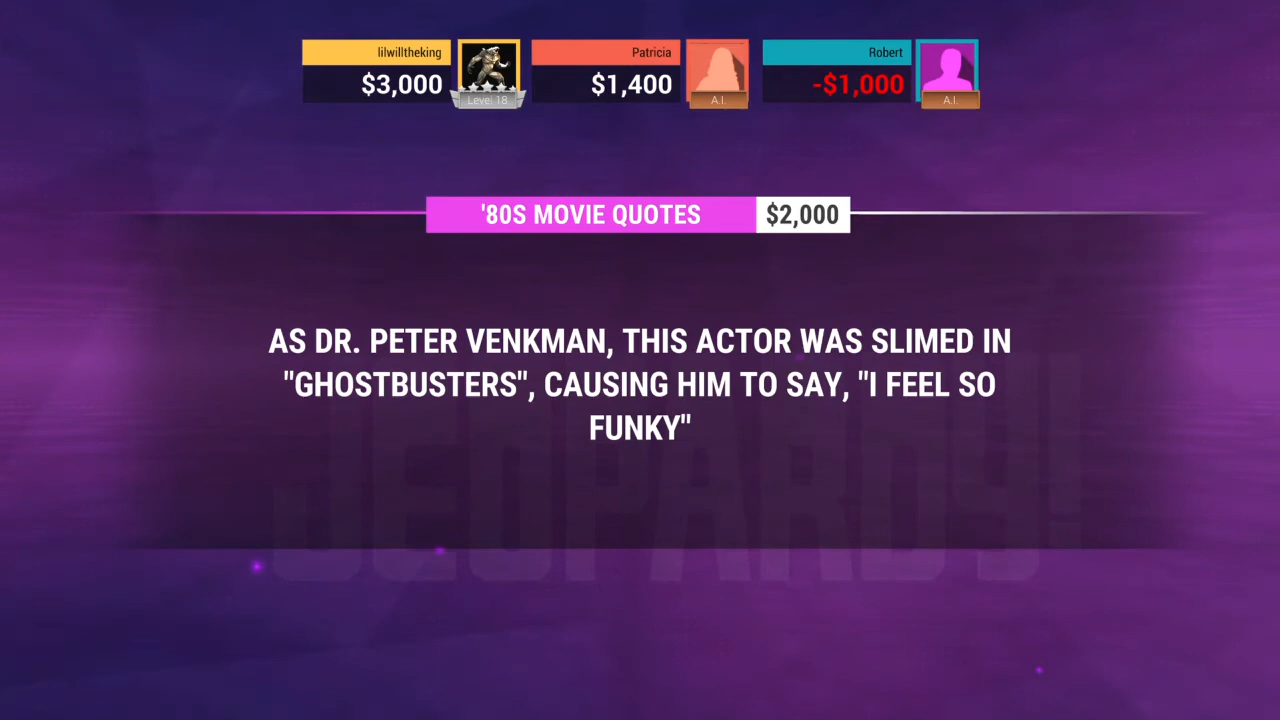 lilwilltheking
$3,000
Level 18
Patricia
$1,400
A.I.
Robert
-$1,000
A.I.
'80S MOVIE QUOTES $2,000
AS DR. PETER VENKMAN, THIS ACTOR WAS SLIMED IN
"GHOSTBUSTERS", CAUSING HIM TO SAY, "I FEEL SO
FUNKY"
JEOPARDY!